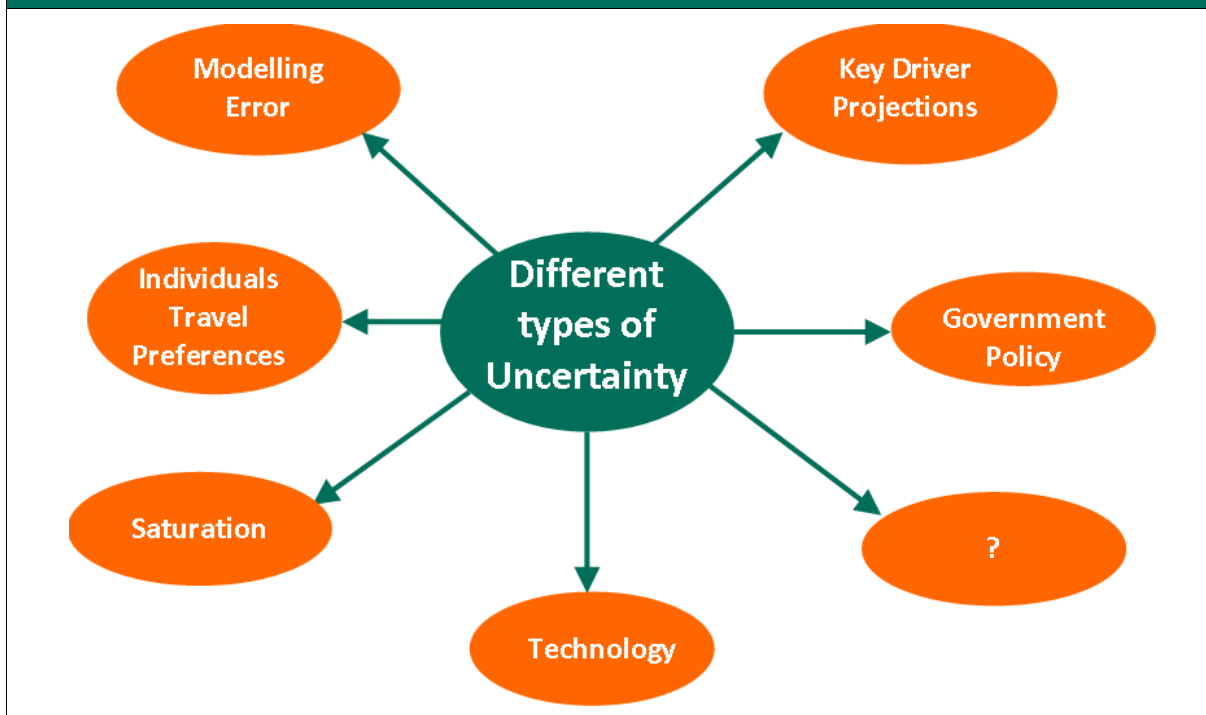 Modelling
Error
Key Driver
Projections
Different
types of
Uncertainty
Individuals
Travel
Preferences
Government
Policy
Saturation
?
Technology